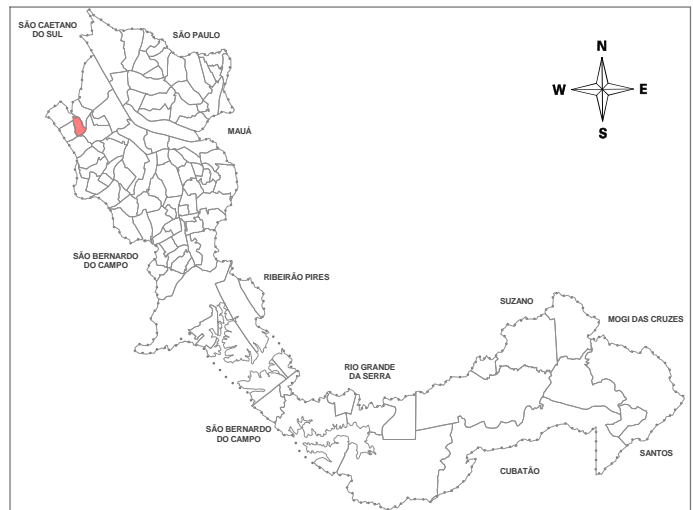 SÃO CAETANO
DO SUL
SÃO PAULO
N
W
E
S
MAUÁ
SÃO BERNARDO
DO CAMPO
RIBEIRÃO PIRES
SUZANO
MOGI DAS CRUZES
RIO GRANDE
DA SERRA
SÃO BERNARDO
DO CAMPO
SANTOS
CUBATÃO